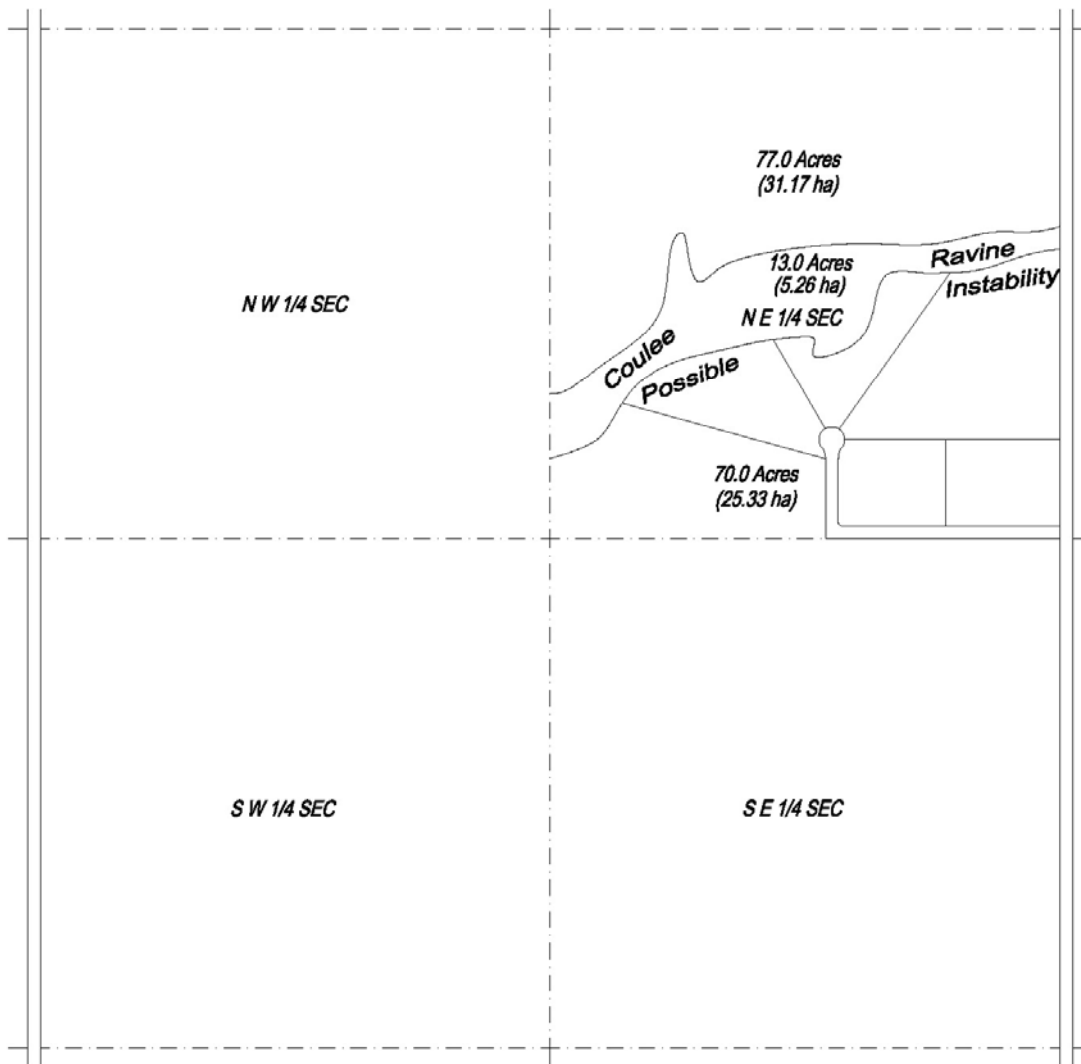 77.0 Acres
(31.17 ha)
Ravine
13.0 Acres
(5.26 ha)
Instability
N W 1/4 SEC
N E 1/4 SEC
Coulee
Possible
70.0 Acres
(25.33 ha)
S W 1/4 SEC
S E 1/4 SEC